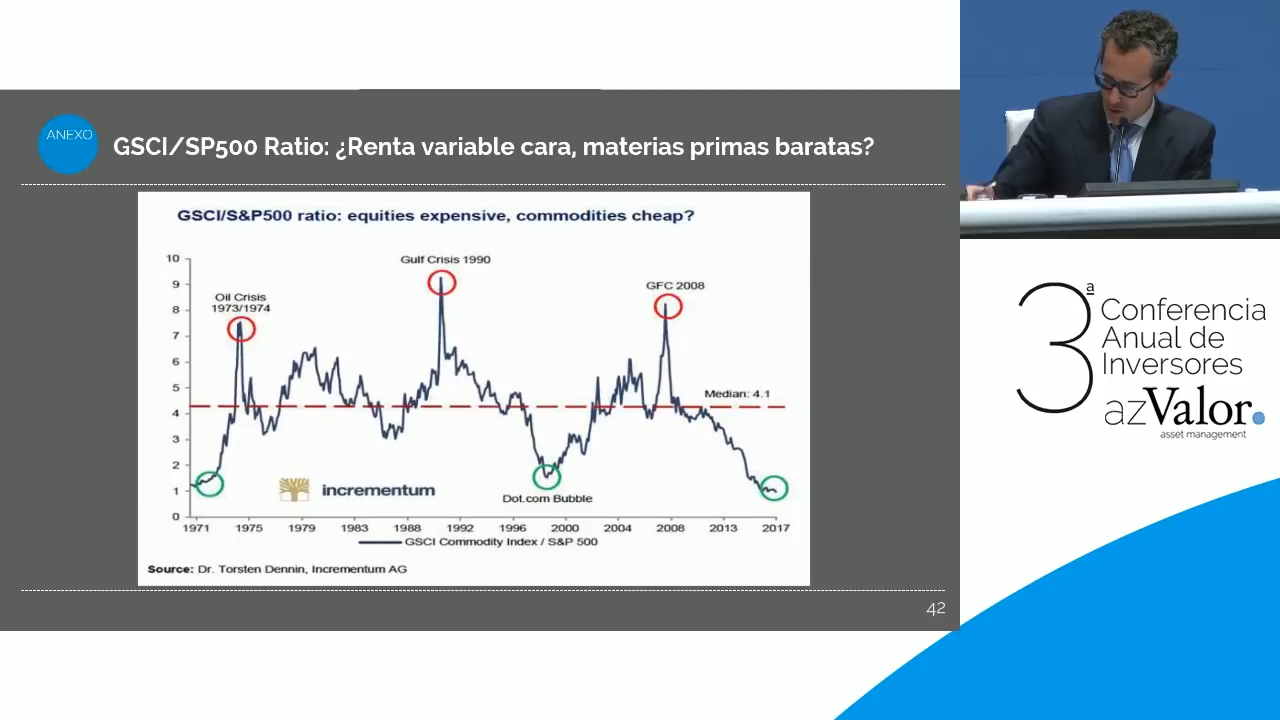 ANEXO
GSCI/SP500 Ratio: ¿Renta variable cara, materias primas baratas?
GSCI/S&P500 ratio: equities expensive, commodities cheap?
10
9
8
7
6
5
4
3
2
1
0
Oil Crisis
1973/1974
Gulf Crisis 1990
GFC 2008
Median: 4.1
Dot.com Bubble
incrementum
1971 1975 1979 1983 1988 1992 1996 2000 2004 2008 2013 2017
GSCI Commodity Index / S&P 500
Source: Dr. Torsten Dennin, Incrementum AG
42
3ª
Conferencia
Anual de
Inversores
azValor.
asset management